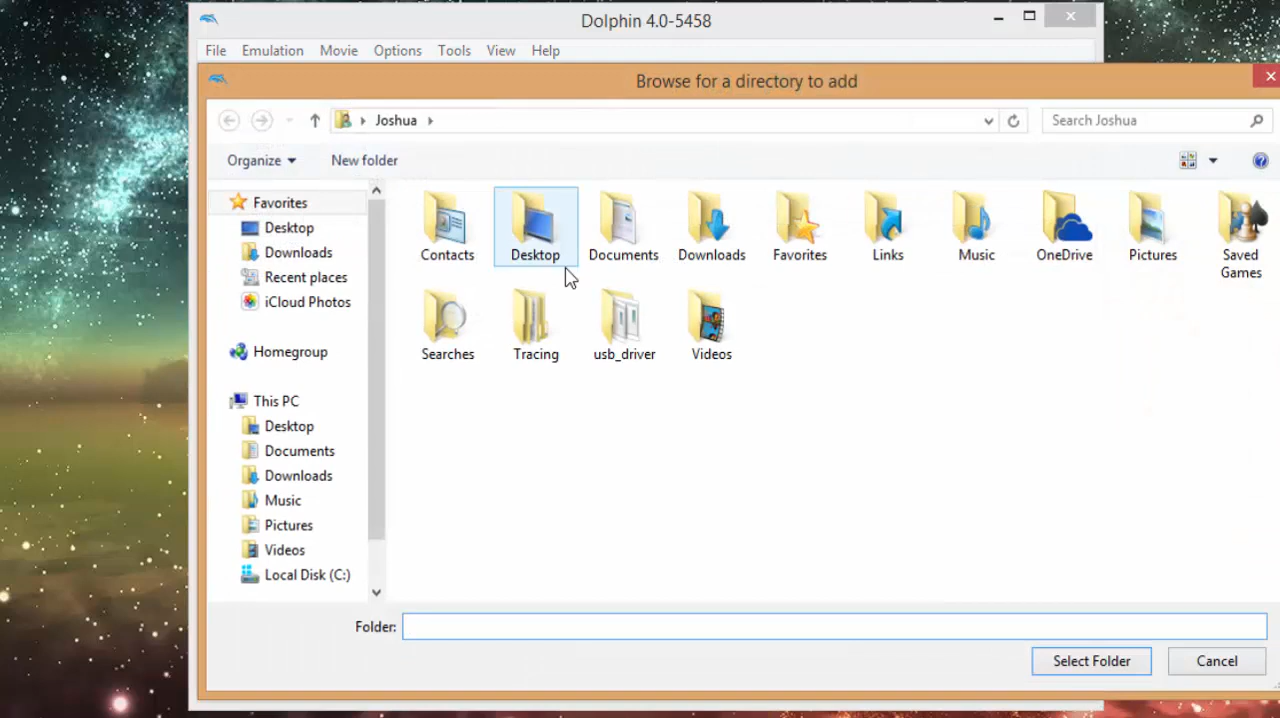 Dolphin 4.0-5458
File Emulation Movie Options Tools View Help
Browse for a directory to add
Joshua
Search Joshua
Organize New folder
Favorites
Desktop
Downloads
Recent places
iCloud Photos
Homegroup
This PC
Desktop
Documents
Downloads
Music
Pictures
Videos
Local Disk (C:)
Contacts Desktop Documents Downloads Favorites Links Music OneDrive Pictures Saved
Games
Searches Tracing usb_driver Videos
Folder:
Select Folder Cancel